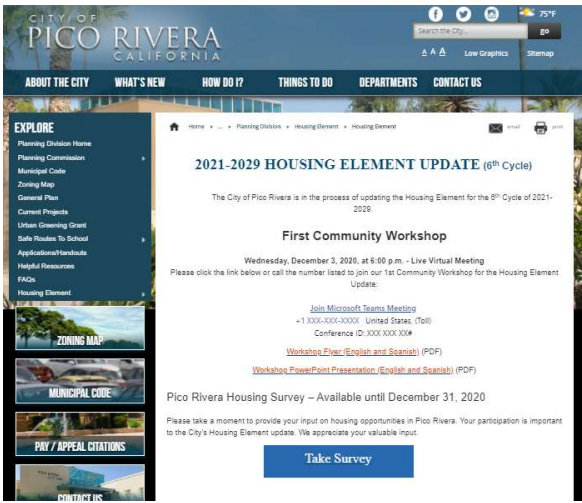 CITY OF
PICO RIVERA
CALIFORNIA
75°F
Search the City...
go
A A A Low Graphics Sitemap
ABOUT THE CITY WHAT'S NEW HOW DO I? THINGS TO DO DEPARTMENTS CONTACT US
EXPLORE
Planning Division Home
Planning Commission
Municipal Code
Zoning Map
General Plan
Current Projects
Urban Greening Grant
Safe Routes To School
Applications/Handouts
Helpful Resources
FAQs
Housing Element
ZONING MAP
MUNICIPAL CODE
PAY / APPEAL CITATIONS
CONTACT US
Home » ... » Planning Division » Housing Element » Housing Element
email print
2021-2029 HOUSING ELEMENT UPDATE (6th Cycle)
The City of Pico Rivera is in the process of updating the Housing Element for the 6th Cycle of 2021-
2029.
First Community Workshop
Wednesday, December 3, 2020, at 6:00 p.m. - Live Virtual Meeting
Please click the link below or call the number listed to join our 1st Community Workshop for the Housing Element
Update:
Join Microsoft Teams Meeting
+1 XXX-XXX-XXXX United States, (Toll)
Conference ID: XXX XXX XX#
Workshop Flyer (English and Spanish) (PDF)
Workshop PowerPoint Presentation (English and Spanish) (PDF)
Pico Rivera Housing Survey – Available until December 31, 2020
Please take a moment to provide your input on housing opportunities in Pico Rivera. Your participation is important
to the City's Housing Element update. We appreciate your valuable input.
Take Survey